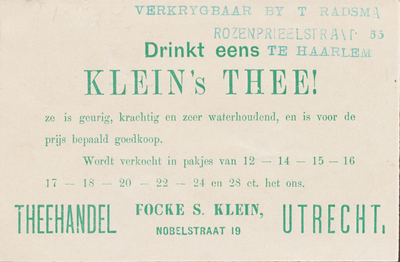 VERKRYGBAAR BY T RADSMA
ROZENPRIEELSTRAAT 65
Drinkt eens TE HAARLEM
KLEIN's THEE!
ze is geurig, krachtig en zeer waterhoudend, en is voor de
prijs bepaald goedkoop.
Wordt verkocht in pakjes van 12 — 14 — 15 — 16
17 — 18 — 20 — 22 — 24 en 28 ct. het ons.
THEEHANDEL FOCKE S. KLEIN, UTRECHT.
NOBELSTRAAT 19